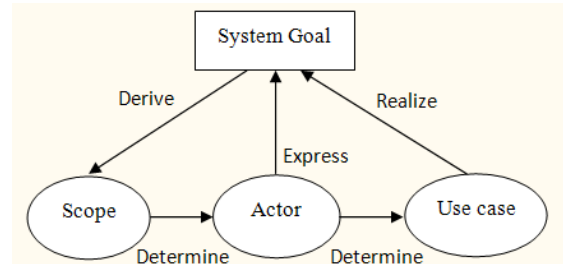 System Goal
Derive
Realize
Express
Scope
Actor
Use case
Determine
Determine